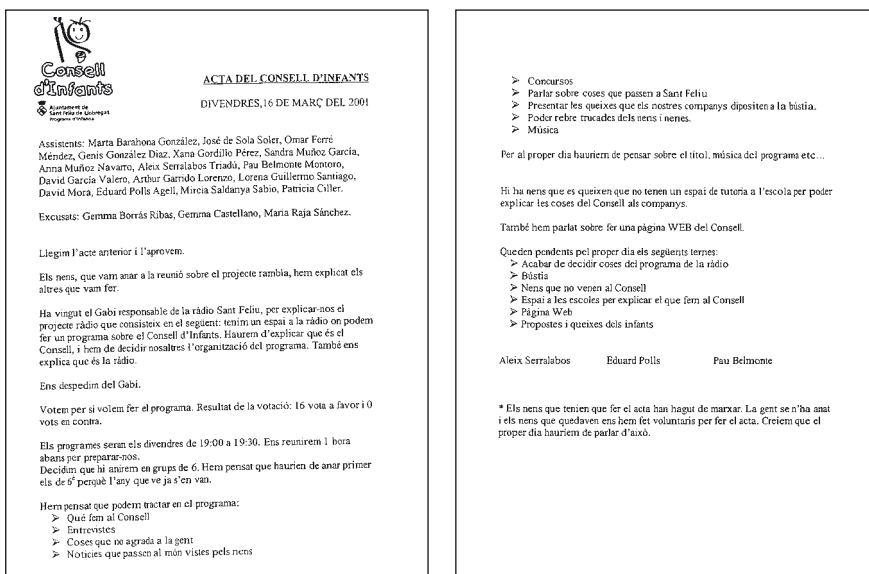 Consell
d'Infants
Ajuntament de
Sant Feliu de Llobregat
Programa d'Infància
ACTA DEL CONSELL D'INFANTS
DIVENDRES,16 DE MARÇ DEL 2001
Assistents: Marta Barahona González, José de Sola Soler, Omar Ferré
Méndez, Genis González Diaz, Xana Gordillo Pérez, Sandra Muñoz García,
Anna Muñoz Navarro, Aleix Serralabos Triadú, Pau Belmonte Montoro,
David García Valero, Arthur Garrido Lorenzo, Lorena Guillermo Santiago,
David Mora, Eduard Polls Agell, Mireia Saldanya Sabio, Patricia Ciller.
Excusats: Gemma Borrás Ribas, Gemma Castellano, Maria Raja Sánchez.
Llegim l'acte anterior i l'aprovem.
Els nens, que vam anar a la reunió sobre el projecte rambla, hem explicat els
altres que vam fer.
Ha vingut el Gabi responsable de la ràdio Sant Feliu, per explicar-nos el
projecte ràdio que consisteix en el següent: tenim un espai a la ràdio on podem
fer un programa sobre el Consell d'Infants. Haurem d'explicar que és el
Consell, i hem de decidir nosaltres l'organització del programa. També ens
explica que és la ràdio.
Ens despedim del Gabi.
Votem per si volem fer el programa. Resultat de la votació: 16 vota a favor i 0
vots en contra.
Els programes seran els divendres de 19:00 a 19:30. Ens reunirem 1 hora
abans per preparar-nos.
Decidim que hi anirem en grups de 6. Hem pensat que haurien de anar primer
els de 6è perquè l'any que ve ja s'en van.
Hem pensat que podem tractar en el programa:
➢ Qué fem al Consell
➢ Entrevistes
➢ Coses que no agrada a la gent
➢ Noticies que passen al món vistes pels nens
➢ Concursos
➢ Parlar sobre coses que passen a Sant Feliu
➢ Presentar les queixes que els nostres companys dipositen a la bústia.
➢ Poder rebre trucades dels nens i nenes.
➢ Música
Per al proper dia hauriem de pensar sobre el títol, música del programa etc...
Hi ha nens que es queixen que no tenen un espai de tutoria a l'escola per poder
explicar les coses del Consell als companys.
També hem parlat sobre fer una pàgina WEB del Consell.
Queden pendents pel proper dia els següents temes:
➢ Acabar de decidir coses del programa de la ràdio
➢ Bústia
➢ Nens que no venen al Consell
➢ Espai a les escoles per explicar el que fem al Consell
➢ Pàgina Web
➢ Propostes i queixes dels infants
Aleix Serralabos Eduard Polls Pau Belmonte
* Els nens que tenien que fer el acta han hagut de marxar. La gent se n'ha anat
i els nens que quedaven ens hem fet voluntaris per fer el acta. Creiem que el
proper dia hauriem de parlar d'això.